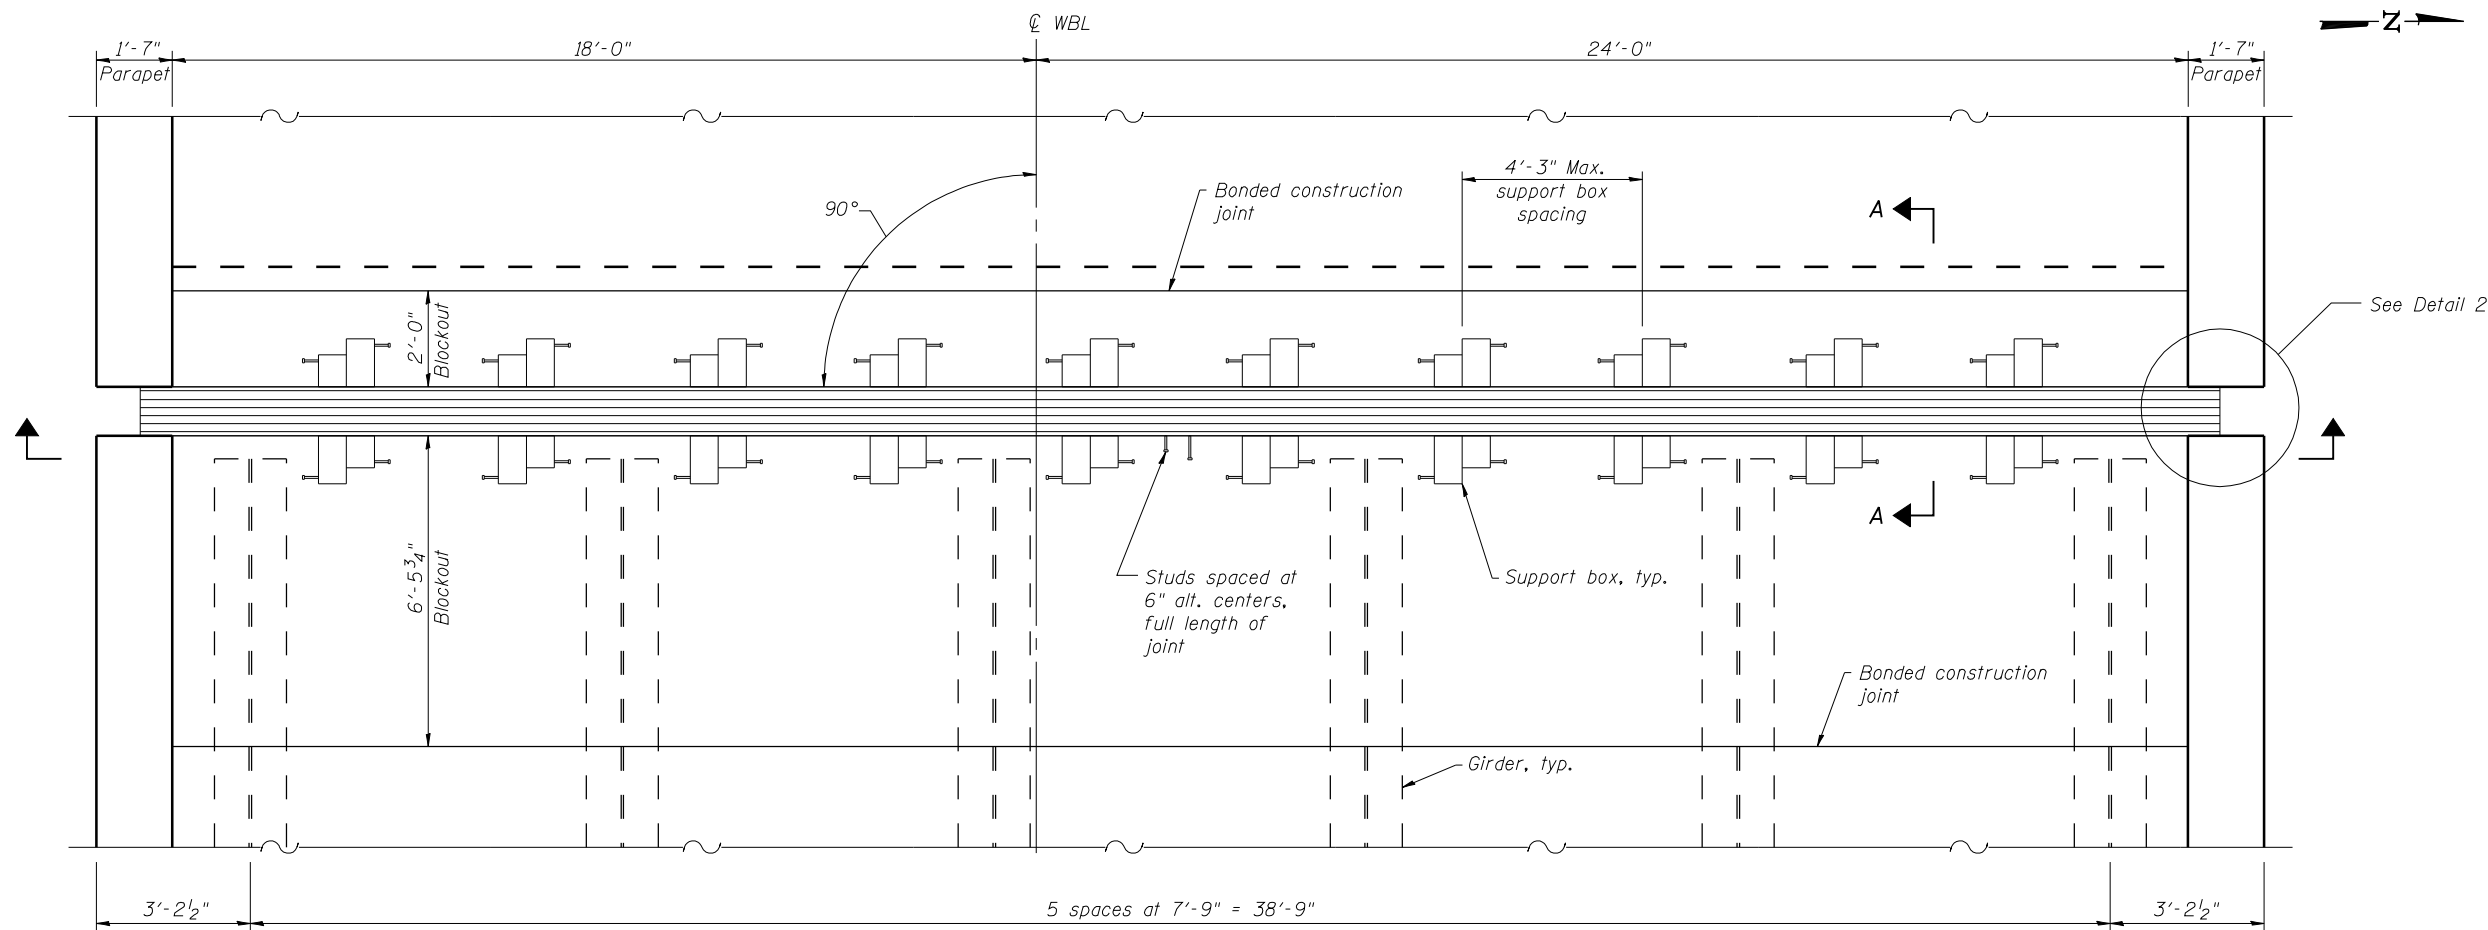 ℄ WBL
N
1'-7"
18'-0"
24'-0"
1'-7"
Parapet
Parapet
4'-3" Max.
support box
spacing
Bonded construction
joint
90°
A
See Detail 2
2'-0"
Blockout
A
6'-5¾"
Blockout
Studs spaced at
6" alt. centers,
full length of
joint
Support box, typ.
Bonded construction
joint
Girder, typ.
3'-2½"
5 spaces at 7'-9" = 38'-9"
3'-2½"